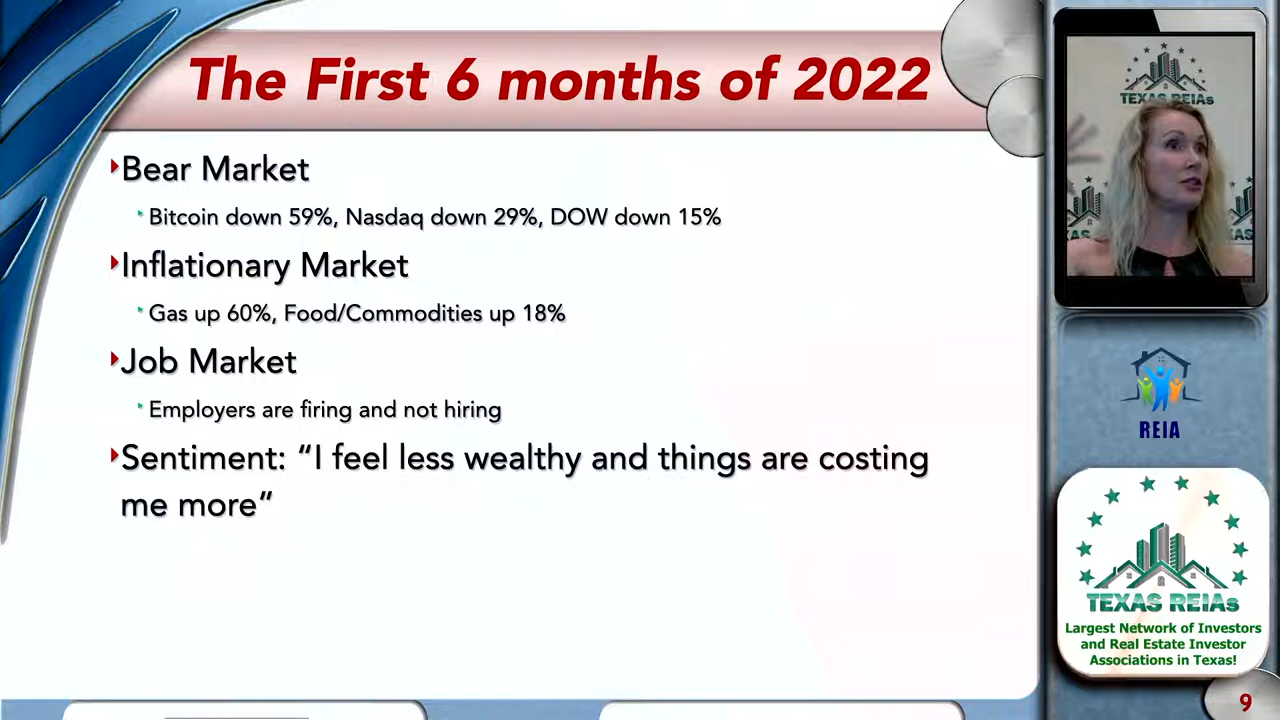 The First 6 months of 2022
Bear Market
Bitcoin down 59%, Nasdaq down 29%, DOW down 15%
Inflationary Market
Gas up 60%, Food/Commodities up 18%
Job Market
Employers are firing and not hiring
Sentiment: “I feel less wealthy and things are costing
me more”
TEXAS REIAs
AS
REIA
TEXAS REIAs
Largest Network of Investors
and Real Estate Investor
Associations in Texas!
9